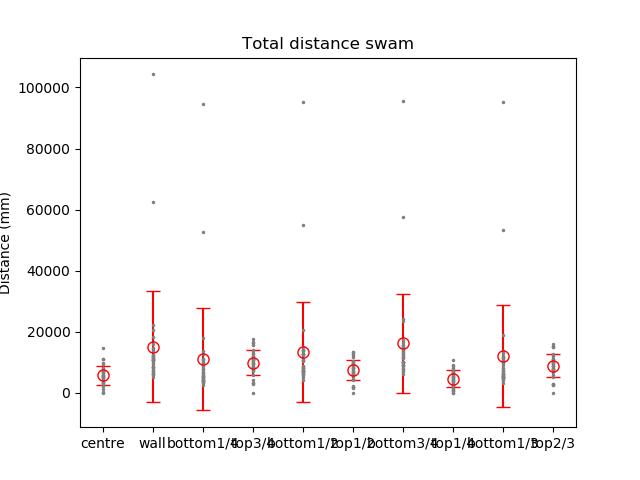 Total distance swam
Distance (mm)
100000
80000
60000
40000
20000
0
centre wall bottom1/4 top3/4 bottom1/2 top1/2 bottom3/4 top1/4 bottom1/3 top2/3